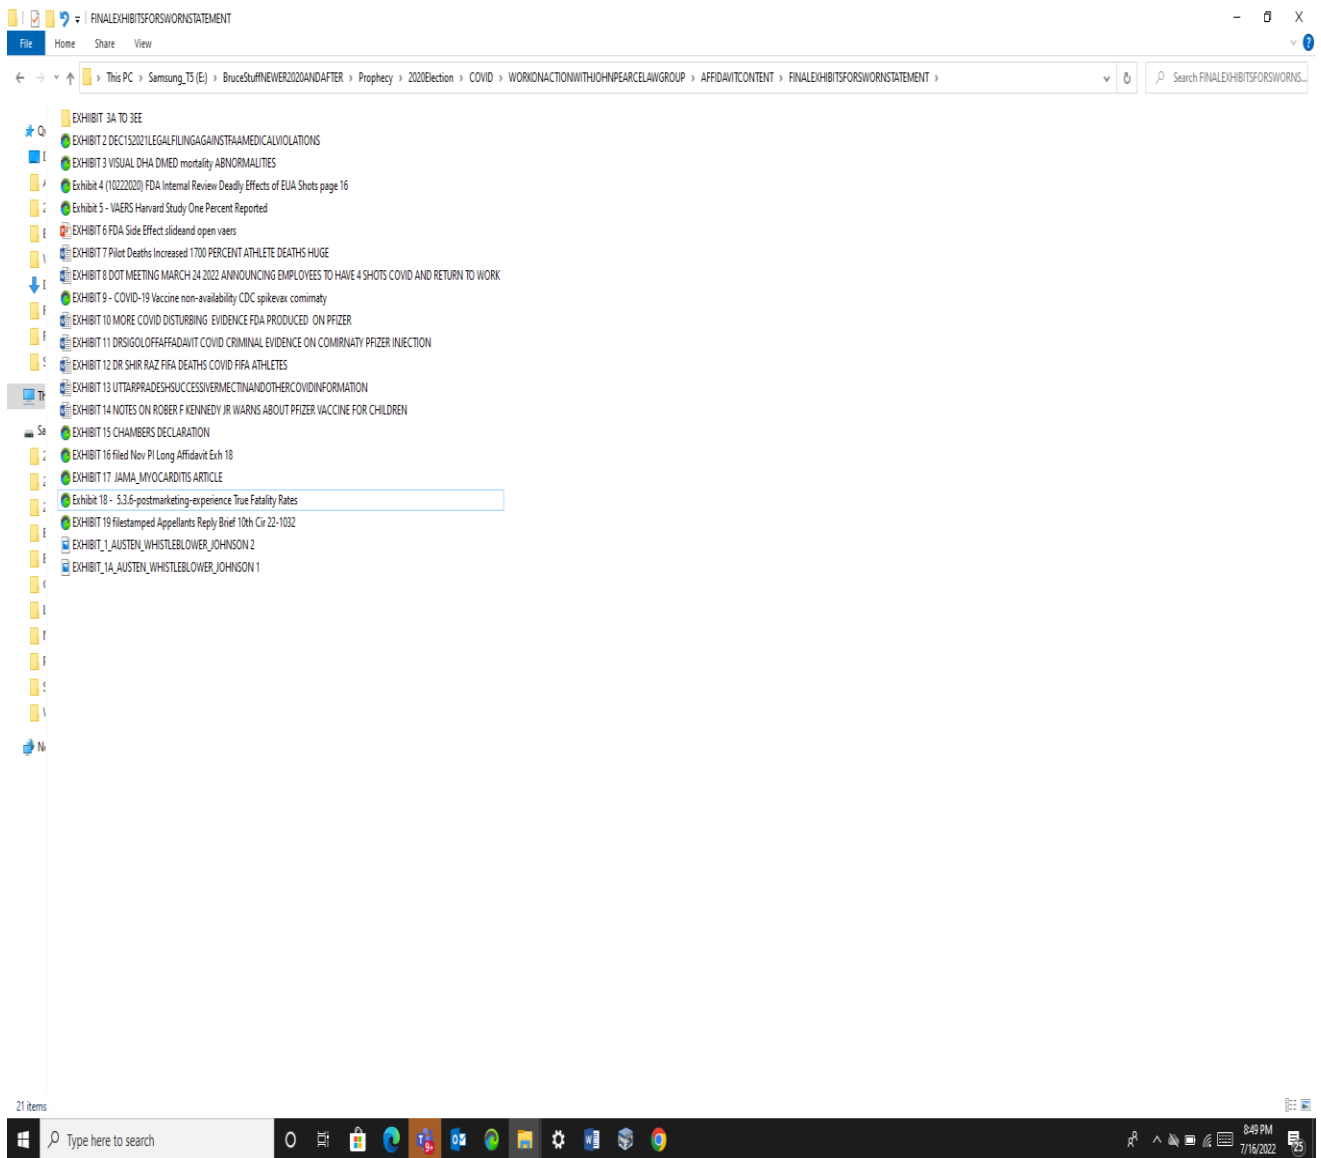 FINALEXHIBITSFORSWORNSTATEMENT
File Home Share View
This PC > Samsung_T5 (E:) > BruceStuffNEWER2020ANDAFTER > Prophecy > 2020Election > COVID > WORKONACTIONWITHJOHNPEARCELAWGROUP > AFFIDAVITCONTENT > FINALEXHIBITSFORSWORNSTATEMENT >
Search FINALEXHIBITSFORSWORNS...
EXHIIBIT 3A TO 3EE
EXHIBIT 2 DEC152021LEGALFILINGAGAINSTFAAMEDICALVIOLATIONS
EXHIBIT 3 VISUAL DHA DMED mortality ABNORMALITIES
Exhibit 4 (10222020) FDA Internal Review Deadly Effects of EUA Shots page 16
Exhibit 5 - VAERS Harvard Study One Percent Reported
EXHIBIT 6 FDA Side Effect slideand open vaers
EXHIBIT 7 Pilot Deaths Increased 1700 PERCENT ATHLETE DEATHS HUGE
EXHIBIT 8 DOT MEETING MARCH 24 2022 ANNOUNCING EMPLOYEES TO HAVE 4 SHOTS COVID AND RETURN TO WORK
EXHIBIT 9 - COVID-19 Vaccine non-availability CDC spikevax comirnaty
EXHIBIT 10 MORE COVID DISTURBING EVIDENCE FDA PRODUCED ON PFIZER
EXHIBIT 11 DRSIGOLOFFAFFADAVIT COVID CRIMINAL EVIDENCE ON COMIRNATY PFIZER INJECTION
EXHIBIT 12 DR SHIR RAZ FIFA DEATHS COVID FIFA ATHLETES
EXHIBIT 13 UTTARPRADESHSUCCESSIVERMECTINANDOTHERCOVIDINFORMATION
EXHIBIT 14 NOTES ON ROBER F KENNEDY JR WARNS ABOUT PFIZER VACCINE FOR CHILDREN
EXHIBIT 15 CHAMBERS DECLARATION
EXHIBIT 16 filed Nov PI Long Affidavit Exh 18
EXHIBIT 17 JAMA_MYOCARDITIS ARTICLE
Exhibit 18 - 5.3.6-postmarketing-experience True Fatality Rates
EXHIBIT 19 filestamped Appellants Reply Brief 10th Cir 22-1032
EXHIBIT_1_AUSTEN_WHISTLEBLOWER_JOHNSON 2
EXHIBIT_1A_AUSTEN_WHISTLEBLOWER_JOHNSON 1
21 items
Type here to search
8:49 PM
7/16/2022
25